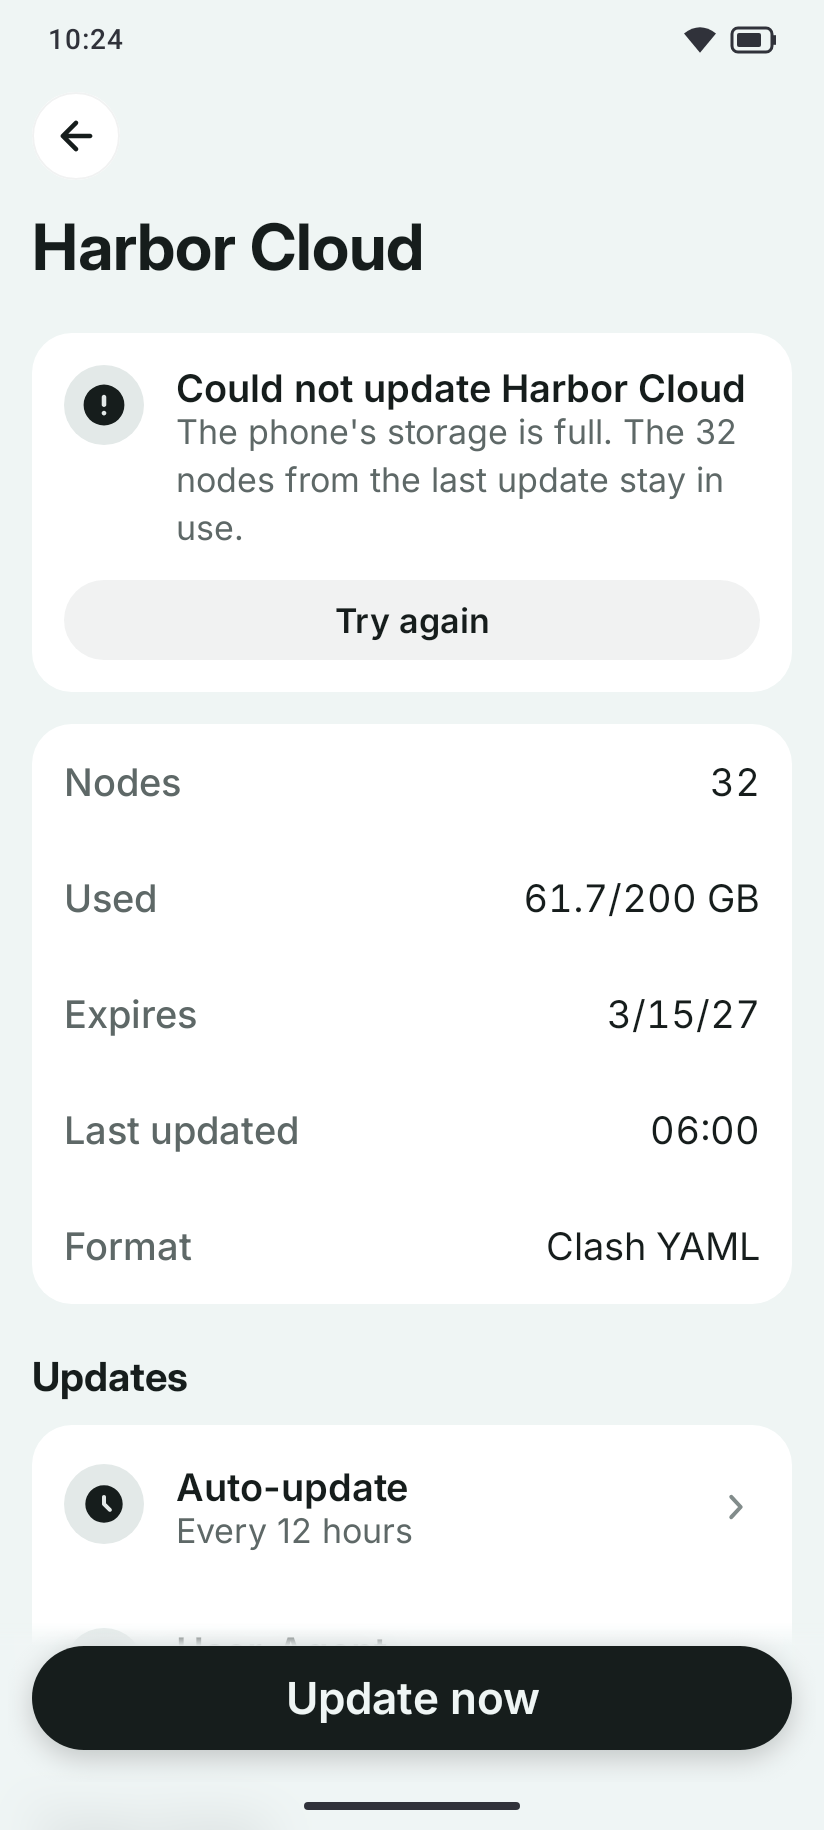 10:24
Harbor Cloud
Could not update Harbor Cloud
The phone's storage is full. The 32
nodes from the last update stay in
use.
Try again
Nodes
32
Used
61.7/200 GB
Expires
3/15/27
Last updated
06:00
Format
Clash YAML
Updates
Auto-update
Every 12 hours
Update now